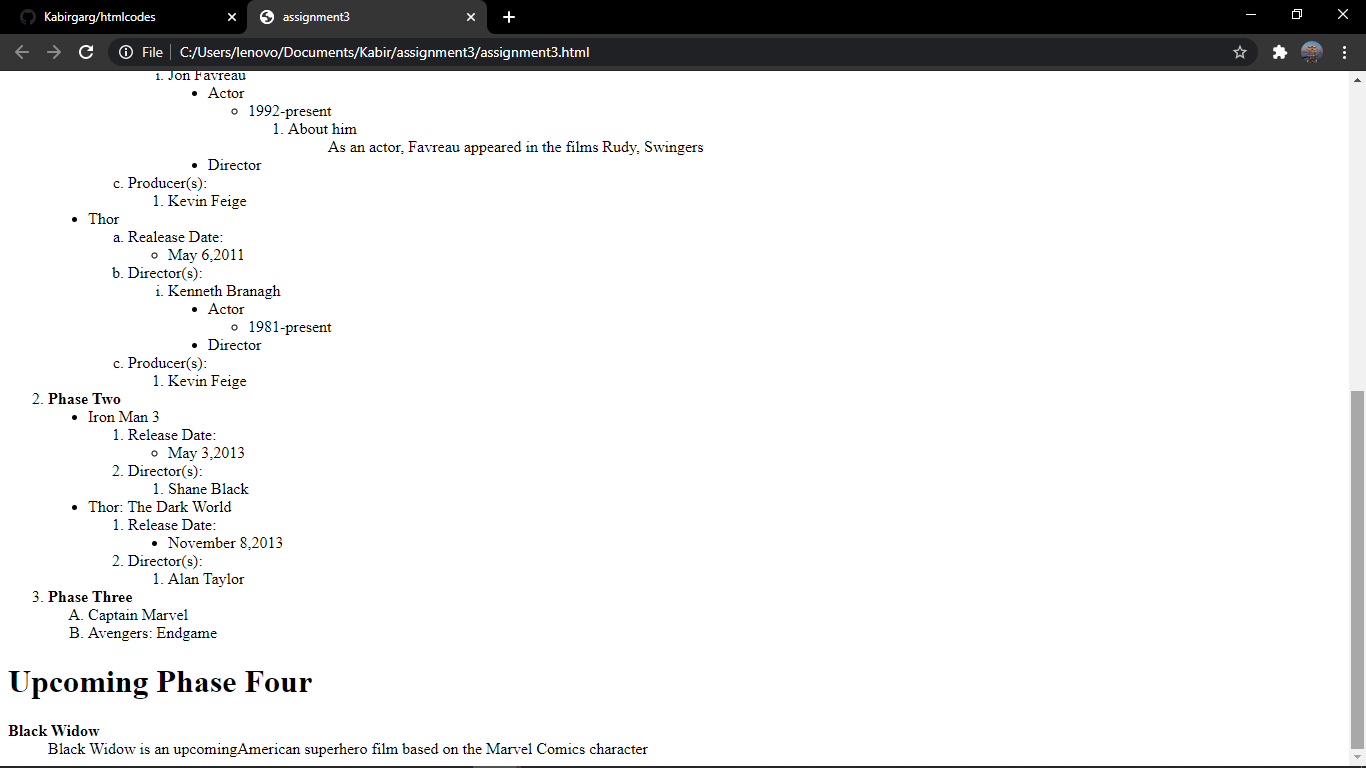 Kabirgarg/htmlcodes
assignment3
File C:/Users/lenovo/Documents/Kabir/assignment3/assignment3.html
i. Jon Favreau
• Actor
◦ 1992-present
1. About him
As an actor, Favreau appeared in the films Rudy, Swingers
• Director
c. Producer(s):
1. Kevin Feige
• Thor
a. Realease Date:
◦ May 6,2011
b. Director(s):
i. Kenneth Branagh
• Actor
◦ 1981-present
• Director
c. Producer(s):
1. Kevin Feige
2. Phase Two
• Iron Man 3
1. Release Date:
◦ May 3,2013
2. Director(s):
1. Shane Black
• Thor: The Dark World
1. Release Date:
• November 8,2013
2. Director(s):
1. Alan Taylor
3. Phase Three
A. Captain Marvel
B. Avengers: Endgame
Upcoming Phase Four
Black Widow
Black Widow is an upcomingAmerican superhero film based on the Marvel Comics character